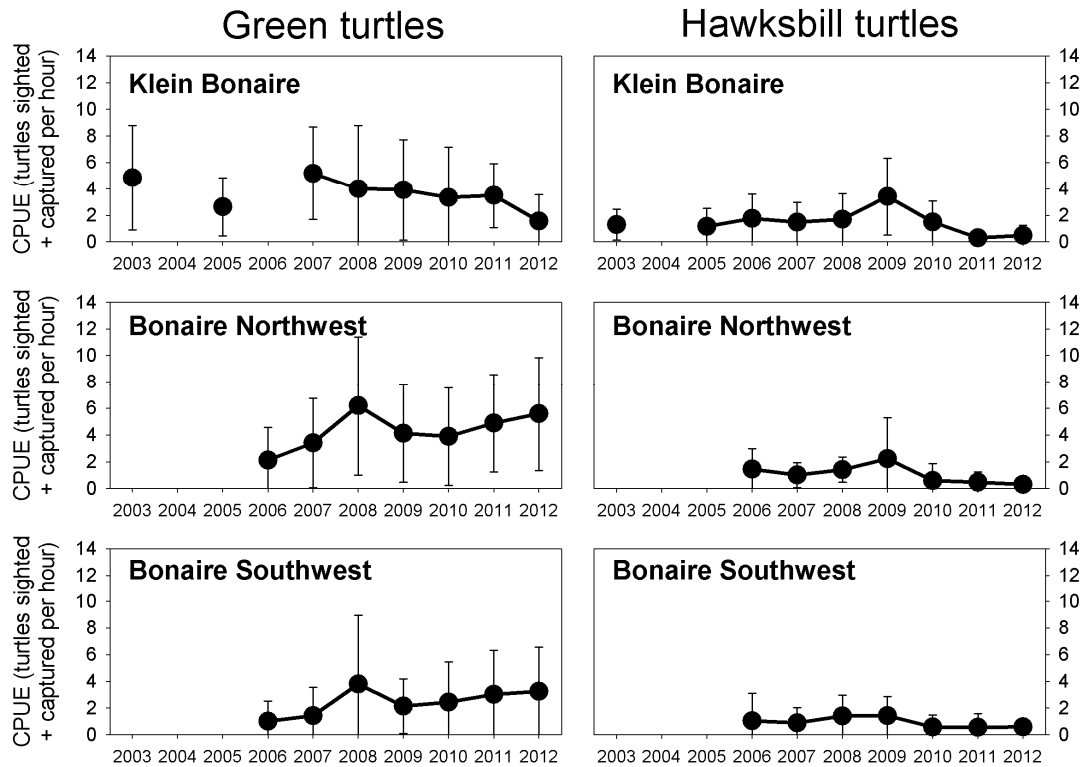 Green turtles
Hawksbill turtles
CPUE (turtles sighted
+ captured per hour)
14
12
10
8
6
4
2
0
Klein Bonaire
2003 2004 2005 2006 2007 2008 2009 2010 2011 2012
Klein Bonaire
14
12
10
8
6
4
2
0
2003 2004 2005 2006 2007 2008 2009 2010 2011 2012
CPUE (turtles sighted
+ captured per hour)
14
12
10
8
6
4
2
0
Bonaire Northwest
2003 2004 2005 2006 2007 2008 2009 2010 2011 2012
Bonaire Northwest
14
12
10
8
6
4
2
0
2003 2004 2005 2006 2007 2008 2009 2010 2011 2012
CPUE (turtles sighted
+ captured per hour)
14
12
10
8
6
4
2
0
Bonaire Southwest
2003 2004 2005 2006 2007 2008 2009 2010 2011 2012
Bonaire Southwest
14
12
10
8
6
4
2
0
2003 2004 2005 2006 2007 2008 2009 2010 2011 2012